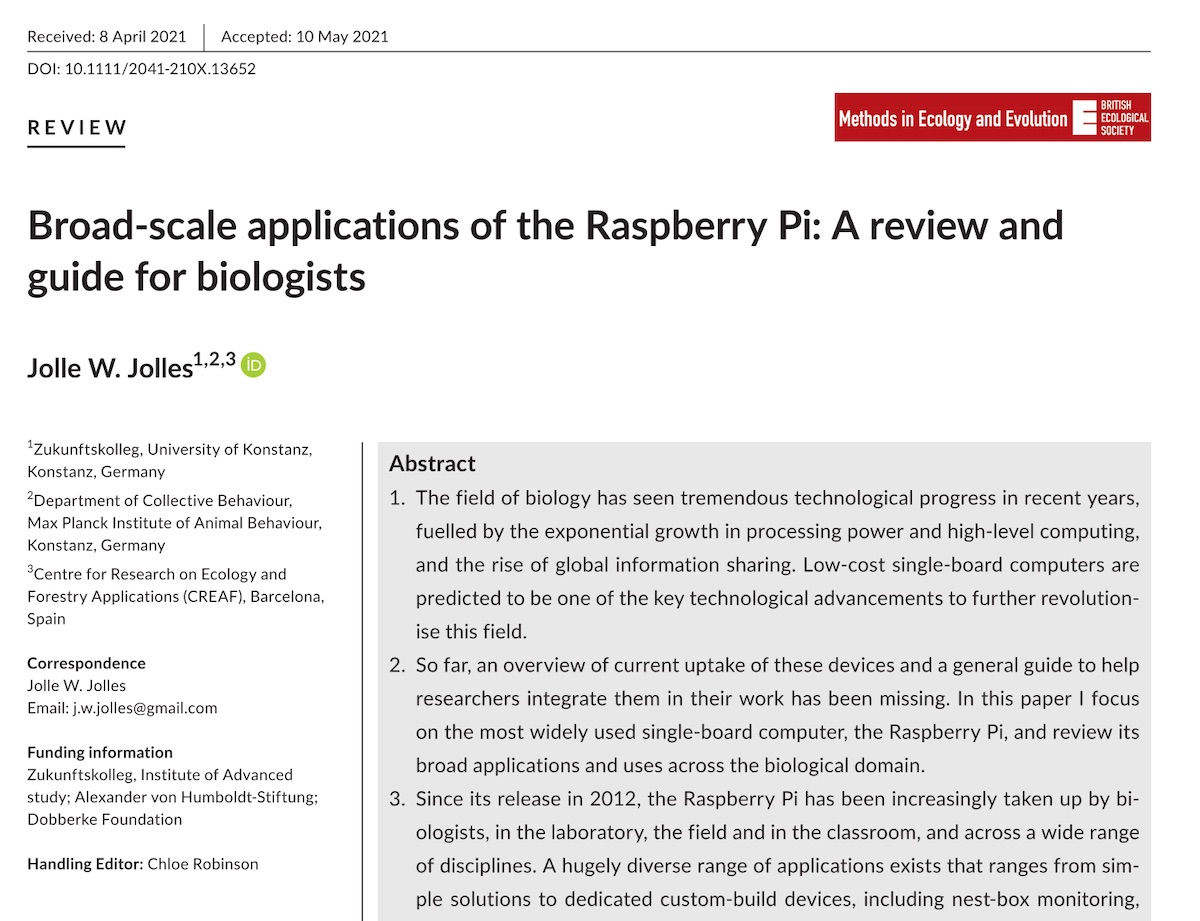 Received: 8 April 2021 | Accepted: 10 May 2021
DOI: 10.1111/2041-210X.13652
REVIEW
Methods in Ecology and Evolution
BRITISH
ECOLOGICAL
SOCIETY
Broad-scale applications of the Raspberry Pi: A review and
guide for biologists
Jolle W. Jolles1,2,3 iD
1Zukunftskolleg, University of Konstanz,
Konstanz, Germany
2Department of Collective Behaviour,
Max Planck Institute of Animal Behaviour,
Konstanz, Germany
3Centre for Research on Ecology and
Forestry Applications (CREAF), Barcelona,
Spain
Correspondence
Jolle W. Jolles
Email: j.w.jolles@gmail.com
Funding information
Zukunftskolleg, Institute of Advanced
study; Alexander von Humboldt-Stiftung;
Dobberke Foundation
Handling Editor: Chloe Robinson
Abstract
1. The field of biology has seen tremendous technological progress in recent years,
fuelled by the exponential growth in processing power and high-level computing,
and the rise of global information sharing. Low-cost single-board computers are
predicted to be one of the key technological advancements to further revolution-
ise this field.
2. So far, an overview of current uptake of these devices and a general guide to help
researchers integrate them in their work has been missing. In this paper I focus
on the most widely used single-board computer, the Raspberry Pi, and review its
broad applications and uses across the biological domain.
3. Since its release in 2012, the Raspberry Pi has been increasingly taken up by bi-
ologists, in the laboratory, the field and in the classroom, and across a wide range
of disciplines. A hugely diverse range of applications exists that ranges from sim-
ple solutions to dedicated custom-build devices, including nest-box monitoring,